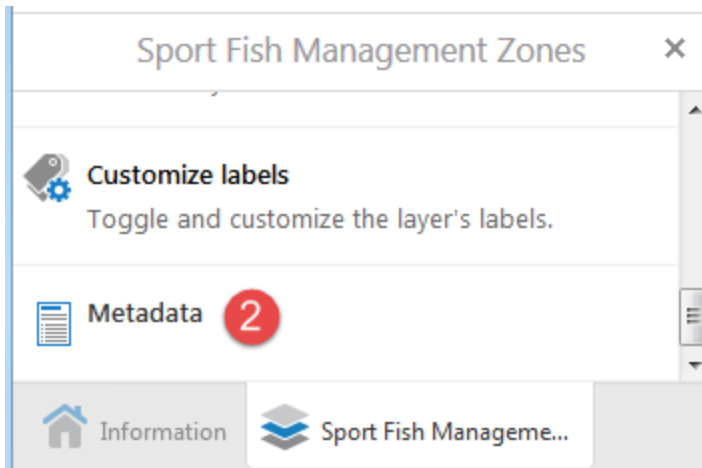 Sport Fish Management Zones
Customize labels
Toggle and customize the layer's labels.
Metadata 2
Information
Sport Fish Manageme...